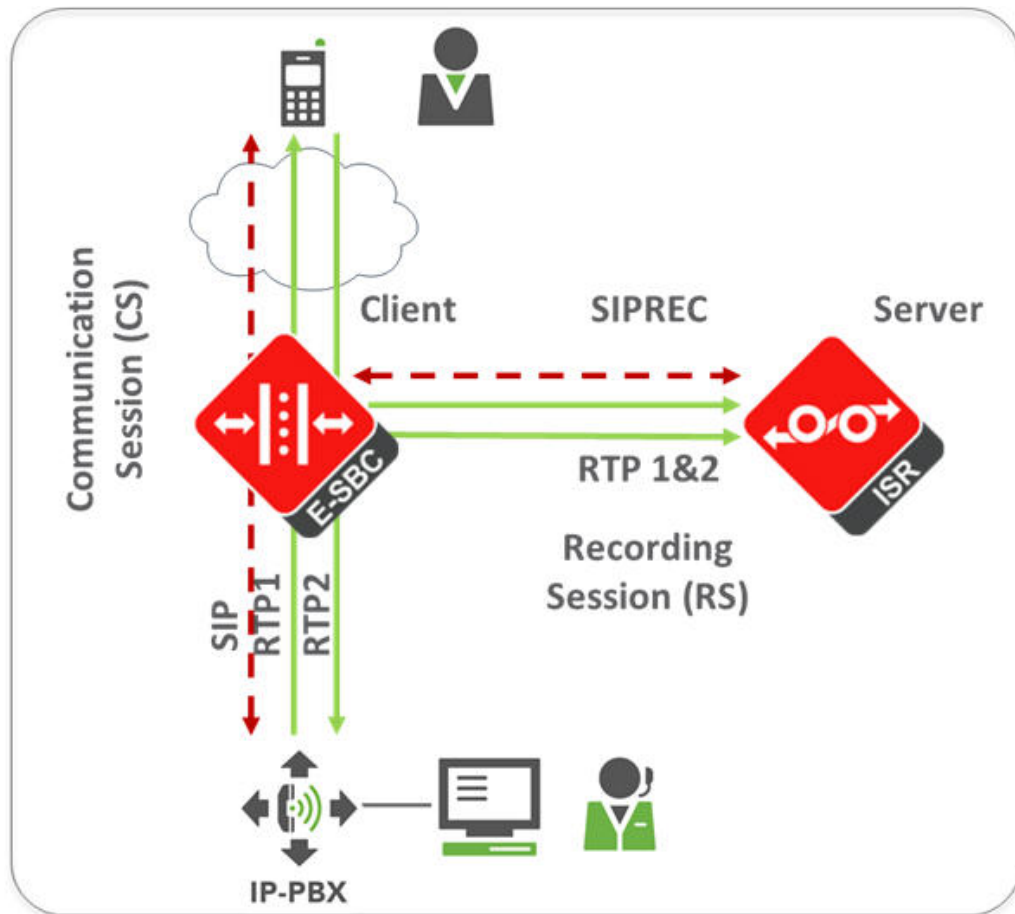 Communication
Session (CS)
Client
SIPREC
Server
E-SBC
ISR
RTP 1&2
Recording
Session (RS)
SIP
RTP1
RTP2
IP-PBX